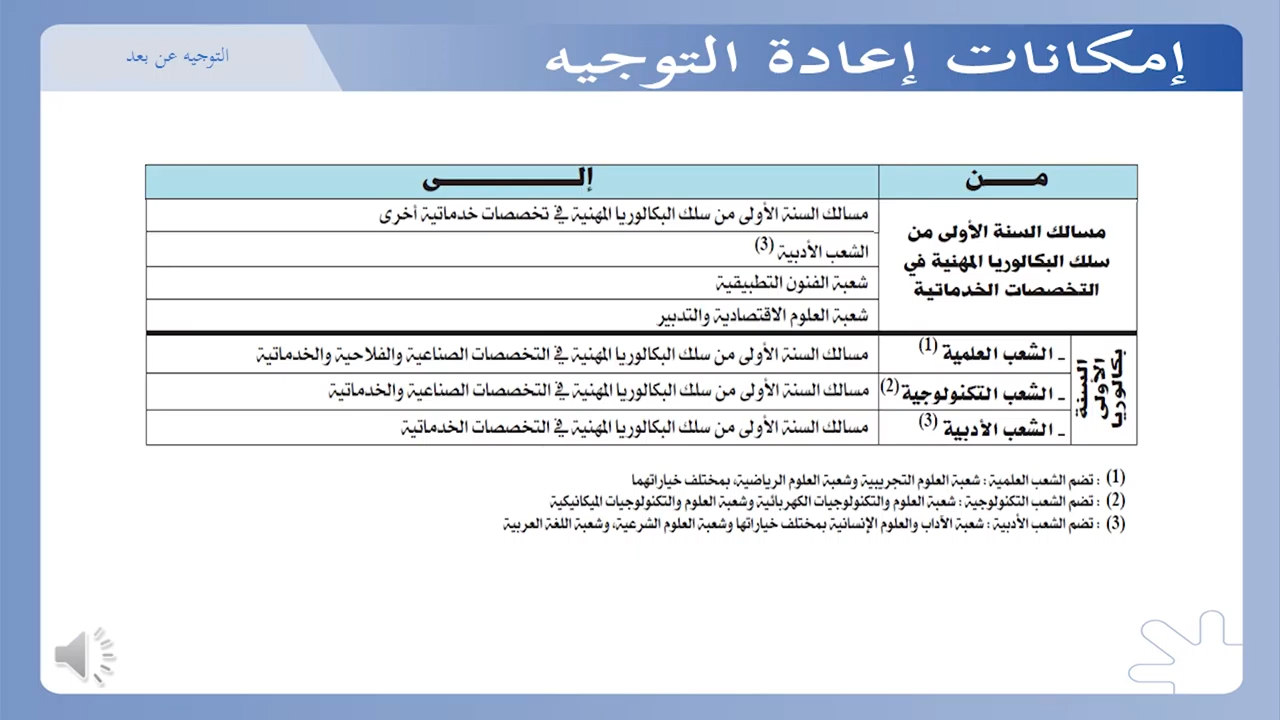 إمكانات إعادة التوجيه
التوجيه عن بعد
مـــن
إلـــى
مسالك السنة الأولى من
سلك البكالوريا المهنية في
التخصصات الخدماتية
مسالك السنة الأولى من سلك البكالوريا المهنية في تخصصات خدماتية أخرى
الشعب الأدبية (3)
شعبة الفنون التطبيقية
شعبة العلوم الاقتصادية والتدبير
السنة
الأولى
بكالوريا
ـ الشعب العلمية (1)
مسالك السنة الأولى من سلك البكالوريا المهنية في التخصصات الصناعية والفلاحية والخدماتية
ـ الشعب التكنولوجية (2)
مسالك السنة الأولى من سلك البكالوريا المهنية في التخصصات الصناعية والخدماتية
ـ الشعب الأدبية (3)
مسالك السنة الأولى من سلك البكالوريا المهنية في التخصصات الخدماتية
(1) : تضم الشعب العلمية : شعبة العلوم التجريبية وشعبة العلوم الرياضية، بمختلف خياراتهما
(2) : تضم الشعب التكنولوجية : شعبة العلوم والتكنولوجيات الكهربائية وشعبة العلوم والتكنولوجيات الميكانيكية
(3) : تضم الشعب الأدبية : شعبة الأداب والعلوم الإنسانية بمختلف خياراتها وشعبة العلوم الشرعية، وشعبة اللغة العربية